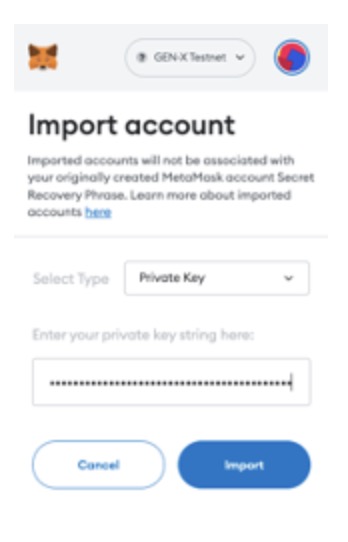 GEN-X Testnet
Import account
Imported accounts will not be associated with
your originally created MetaMask account Secret
Recovery Phrase. Learn more about imported
accounts here
Select Type
Private Key
Enter your private key string here:
Cancel
Import